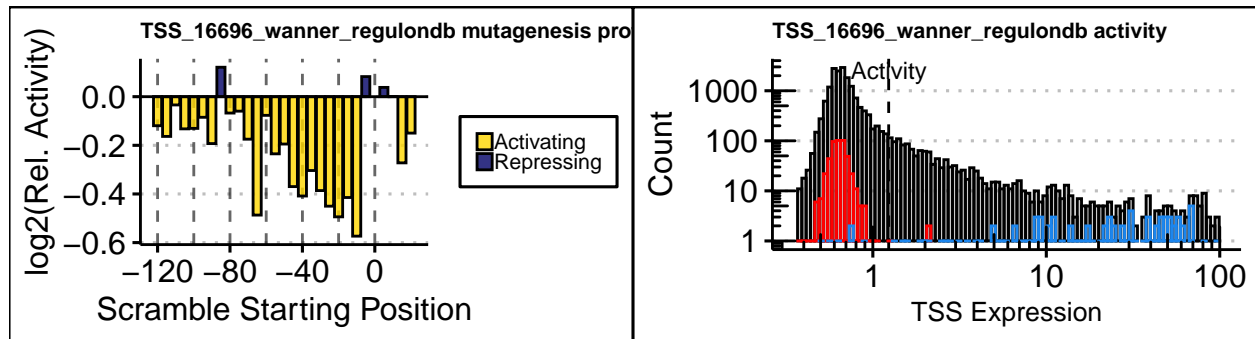 TSS_16696_wanner_regulondb mutagenesis pro
log2(Rel. Activity)
0.0
−0.2
−0.4
−0.6
−120
−80
−40
0
Scramble Starting Position
Activating
Repressing
TSS_16696_wanner_regulondb activity
Activity
Count
1000
100
10
1
1
10
100
TSS Expression